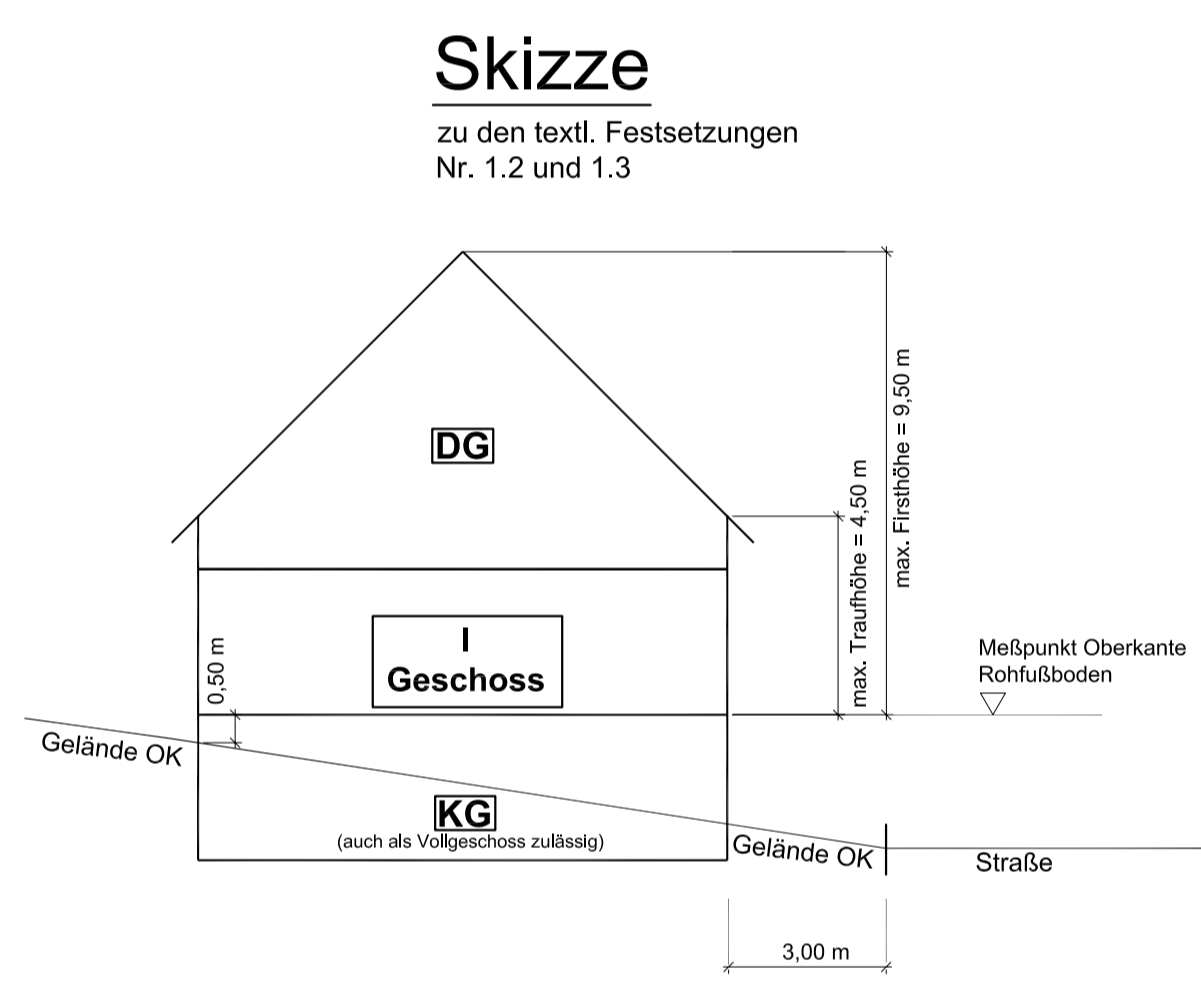 Skizze
zu den textl. Festsetzungen
Nr. 1.2 und 1.3
DG
max. Firsthöhe = 9,50 m
max. Traufhöhe = 4,50 m
I
Geschoss
0,50 m
Meßpunkt Oberkante
Rohfußboden
Gelände OK
KG
(auch als Vollgeschoss zulässig)
Gelände OK
Straße
3,00 m